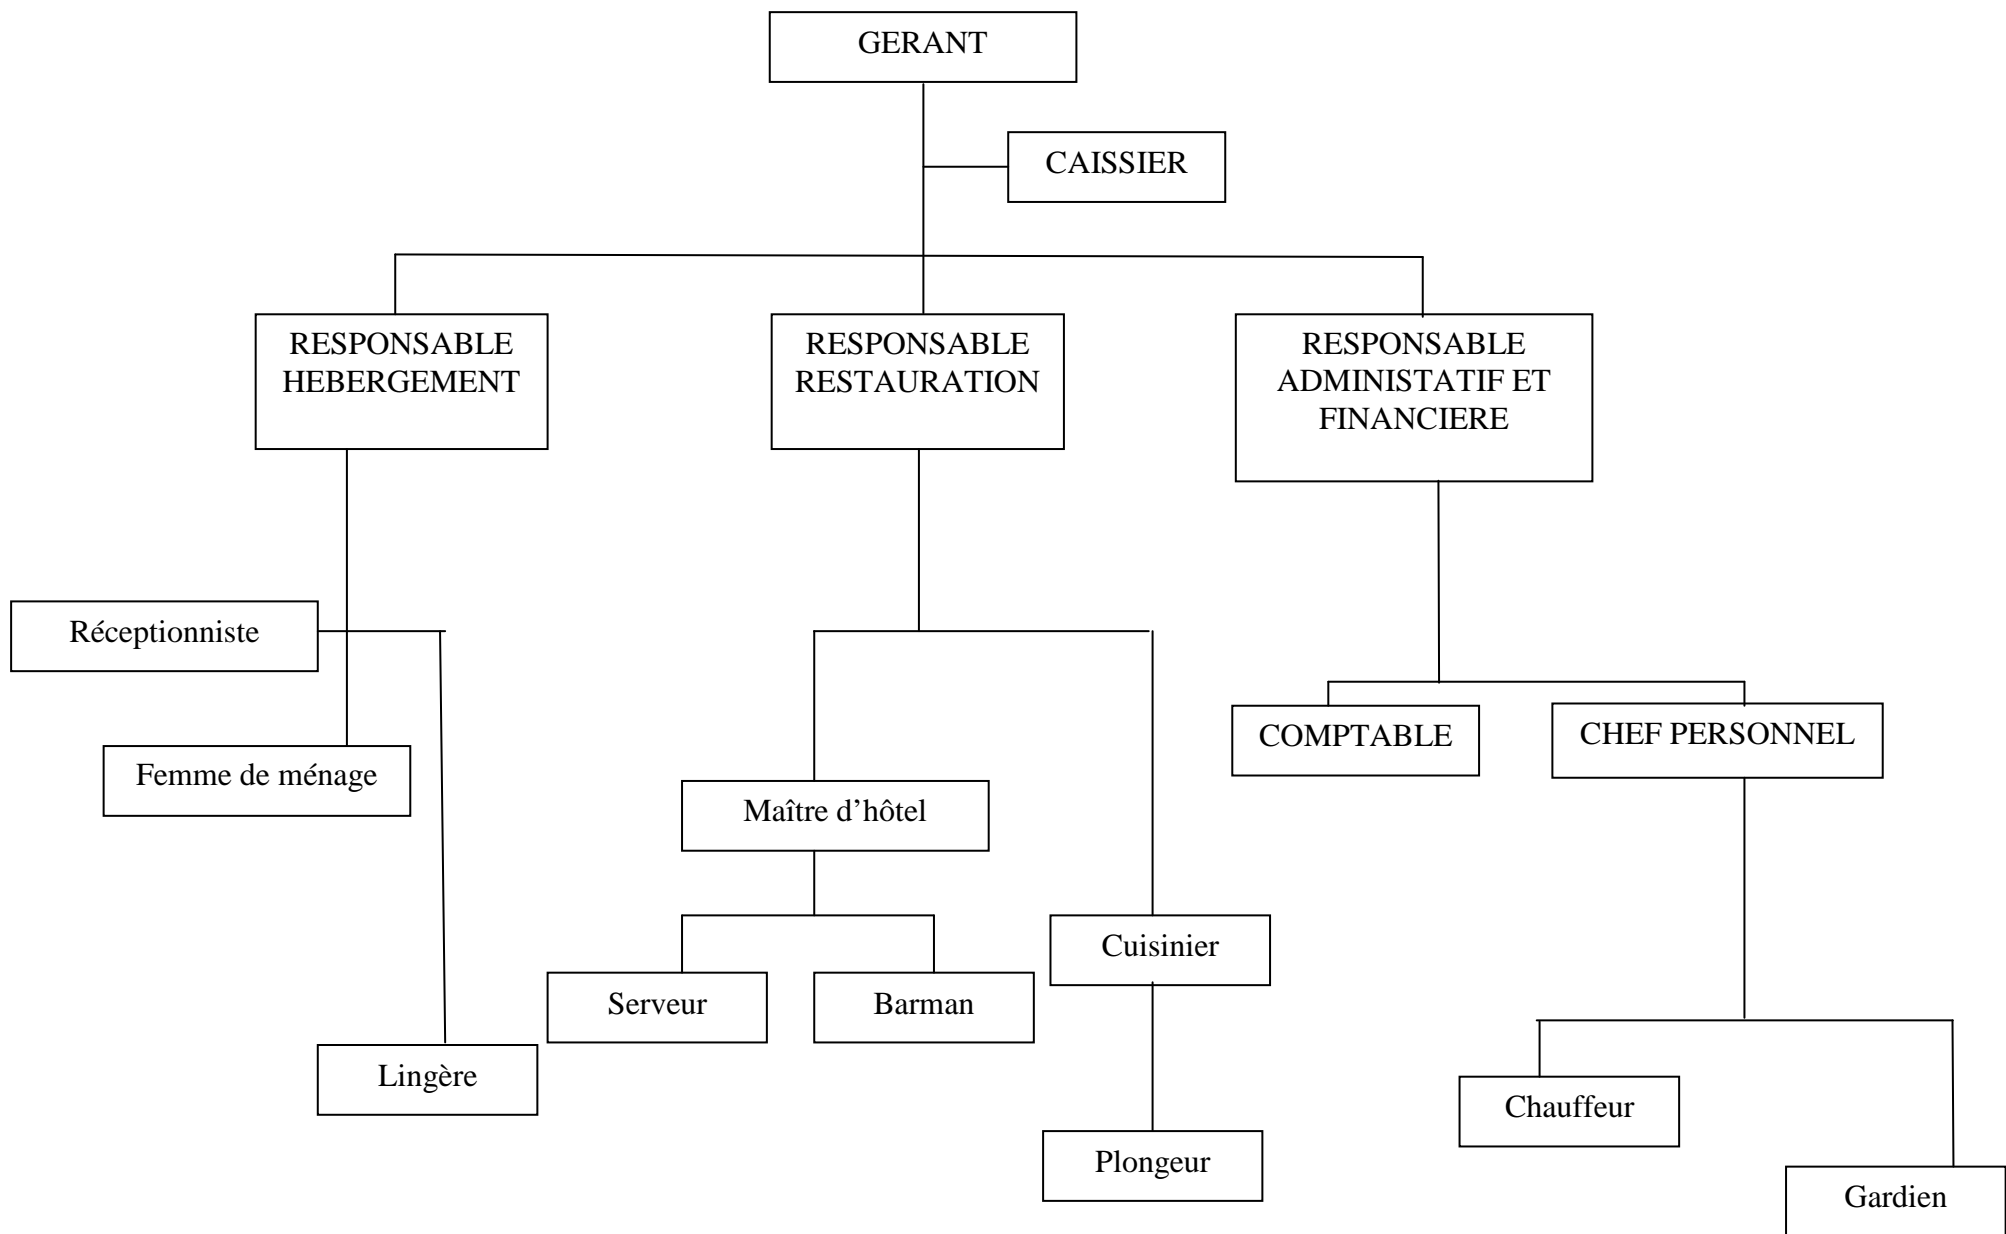 GERANT
CAISSIER
RESPONSABLE
HEBERGEMENT
RESPONSABLE
RESTAURATION
RESPONSABLE
ADMINISTATIF ET
FINANCIERE
Réceptionniste
Femme de ménage
Lingère
Maître d’hôtel
Serveur
Barman
Cuisinier
Plongeur
COMPTABLE
CHEF PERSONNEL
Chauffeur
Gardien